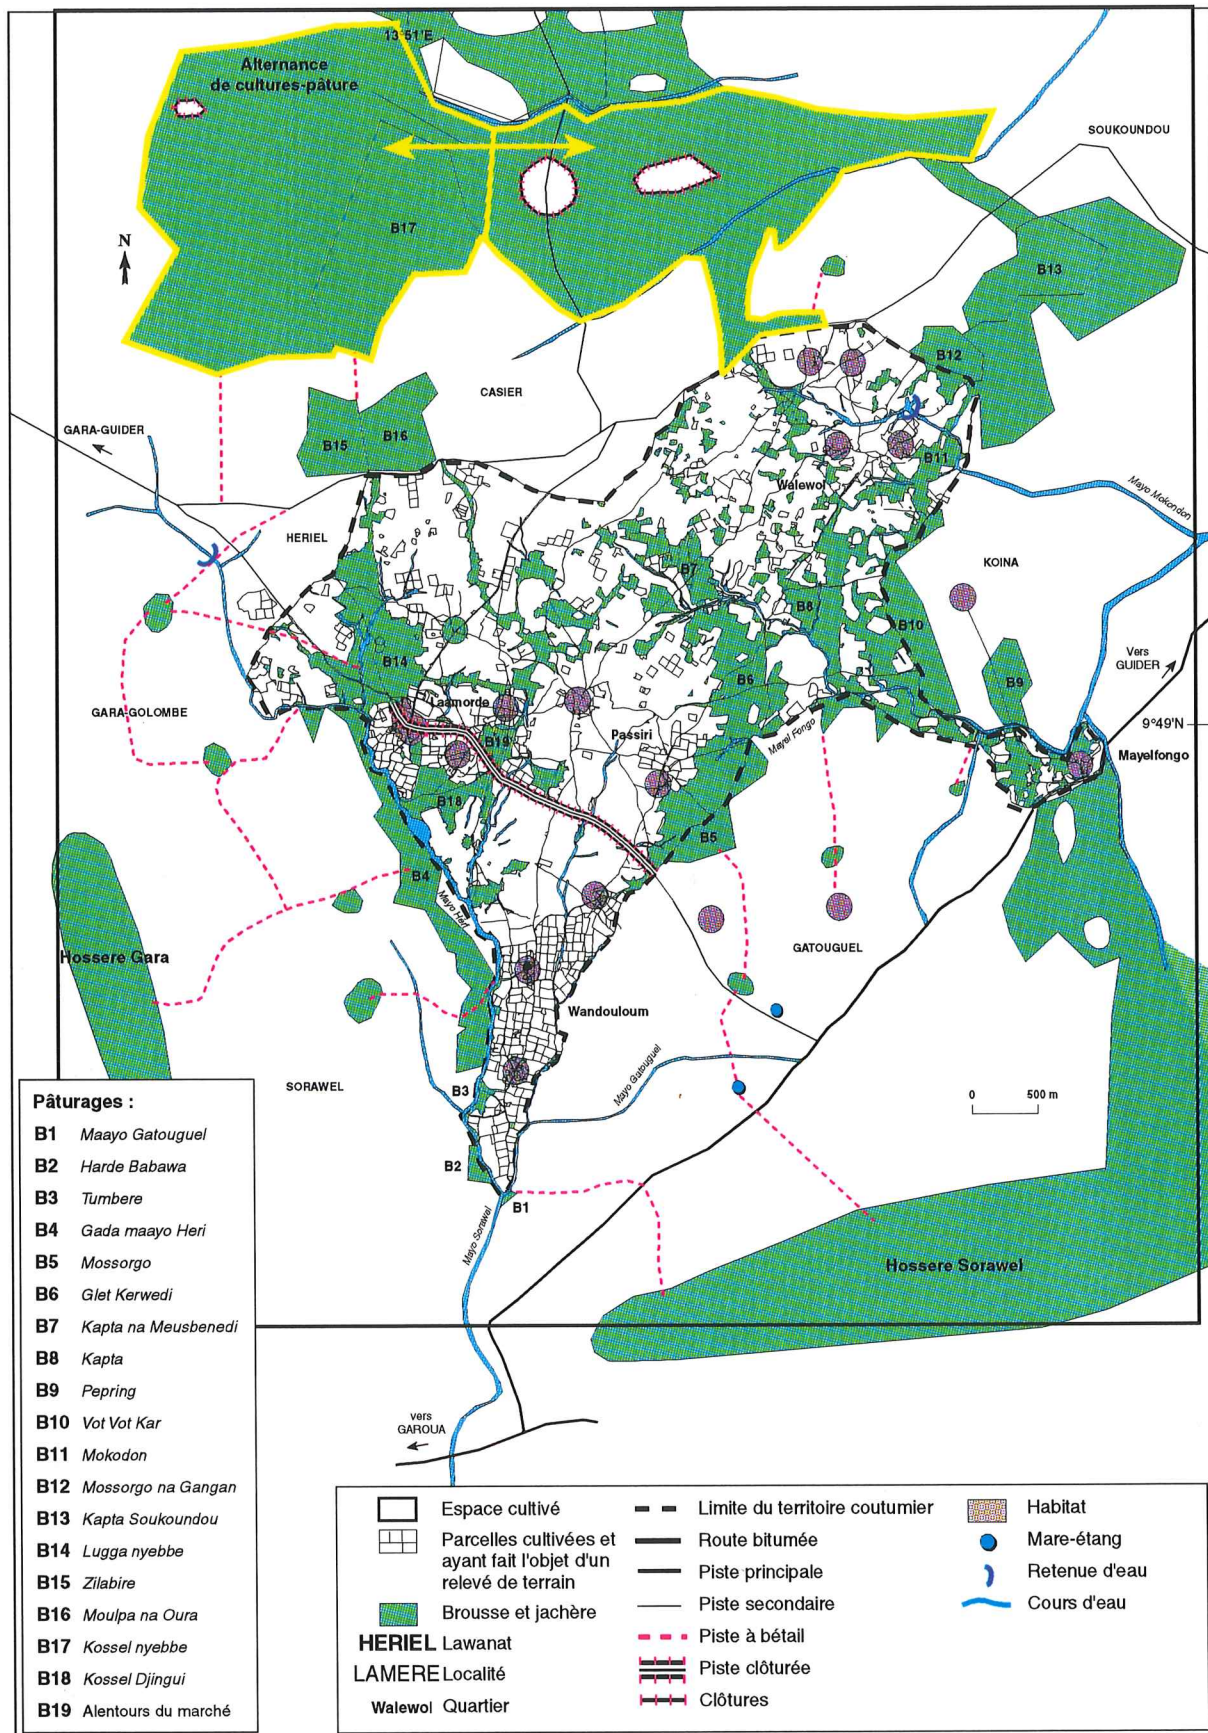 13°51'E
Alternance
de cultures-pâture
SOUKOUNDOU
B17
N
B13
B12
CASIER
GARA-GUIDER
B15
B16
B11
Walewol
Mayo Mokondon
HERIEL
KOINA
B7
B8
B10
Vers
GUIDER
B14
B6
B9
Laamorde
GARA-GOLOMBE
9°49'N
Passiri
Mayel Fongo
B19
Mayelfongo
B18
B5
B4
Mayo Heri
GATOUGUEL
Hossere Gara
Wandouloum
SORAWEL
B3
Mayo Gatouguel
0 500 m
B2
B1
Mayo Sorawel
Hossere Sorawel
vers
GAROUA
Pâturages :
B1 Maayo Gatouguel
B2 Harde Babawa
B3 Tumbere
B4 Gada maayo Heri
B5 Mossorgo
B6 Glet Kerwedi
B7 Kapta na Meusbenedi
B8 Kapta
B9 Pepring
B10 Vot Vot Kar
B11 Mokodon
B12 Mossorgo na Gangan
B13 Kapta Soukoundou
B14 Lugga nyebbe
B15 Zilabire
B16 Moulpa na Oura
B17 Kossel nyebbe
B18 Kossel Djingui
B19 Alentours du marché
Espace cultivé
Parcelles cultivées et
ayant fait l'objet d'un
relevé de terrain
Brousse et jachère
HERIEL Lawanat
LAMERE Localité
Walewol Quartier
Limite du territoire coutumier
Route bitumée
Piste principale
Piste secondaire
Piste à bétail
Piste clôturée
Clôtures
Habitat
Mare-étang
Retenue d'eau
Cours d'eau